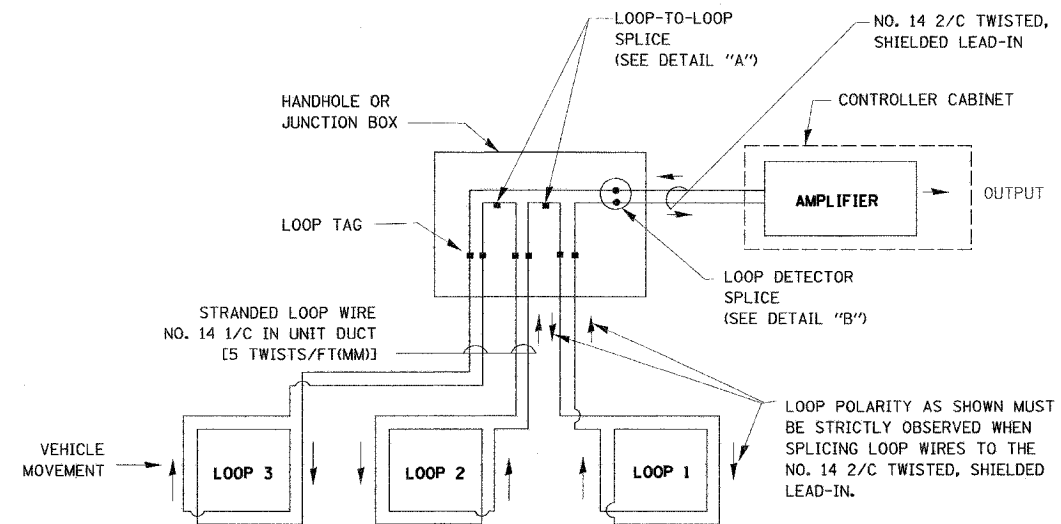 LOOP-TO-LOOP
SPLICE
(SEE DETAIL "A")
NO. 14 2/C TWISTED,
SHIELDED LEAD-IN
HANDHOLE OR
JUNCTION BOX
CONTROLLER CABINET
AMPLIFIER
OUTPUT
LOOP TAG
LOOP DETECTOR
SPLICE
(SEE DETAIL "B")
STRANDED LOOP WIRE
NO. 14 1/C IN UNIT DUCT
[5 TWISTS/FT(MM)]
LOOP POLARITY AS SHOWN MUST
BE STRICTLY OBSERVED WHEN
SPLICING LOOP WIRES TO THE
NO. 14 2/C TWISTED, SHIELDED
LEAD-IN.
VEHICLE
MOVEMENT
LOOP 3
LOOP 2
LOOP 1